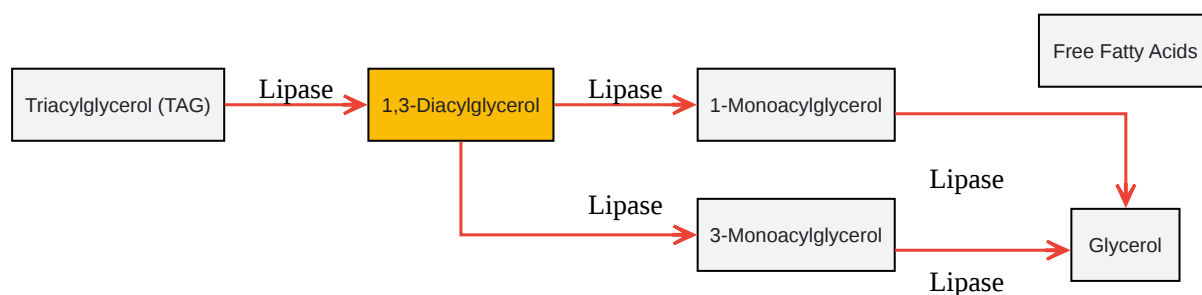 Free Fatty Acids
Triacylglycerol (TAG)
Lipase
1,3-Diacylglycerol
Lipase
1-Monoacylglycerol
Lipase
Lipase
3-Monoacylglycerol
Lipase
Glycerol